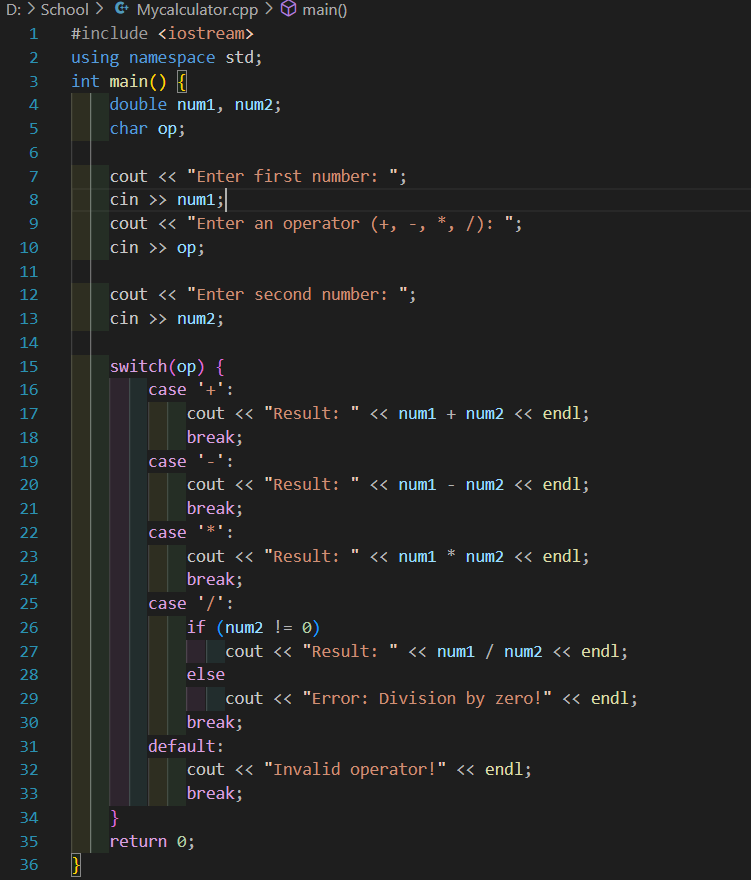 D: > School > Mycalculator.cpp > main()
1 #include <iostream>
2 using namespace std;
3 int main() {
4     double num1, num2;
5     char op;
6
7     cout << "Enter first number: ";
8     cin >> num1;
9     cout << "Enter an operator (+, -, *, /): ";
10     cin >> op;
11
12     cout << "Enter second number: ";
13     cin >> num2;
14
15     switch(op) {
16         case '+':
17             cout << "Result: " << num1 + num2 << endl;
18             break;
19         case '-':
20             cout << "Result: " << num1 - num2 << endl;
21             break;
22         case '*':
23             cout << "Result: " << num1 * num2 << endl;
24             break;
25         case '/':
26             if (num2 != 0)
27                 cout << "Result: " << num1 / num2 << endl;
28             else
29                 cout << "Error: Division by zero!" << endl;
30             break;
31         default:
32             cout << "Invalid operator!" << endl;
33             break;
34     }
35     return 0;
36 }